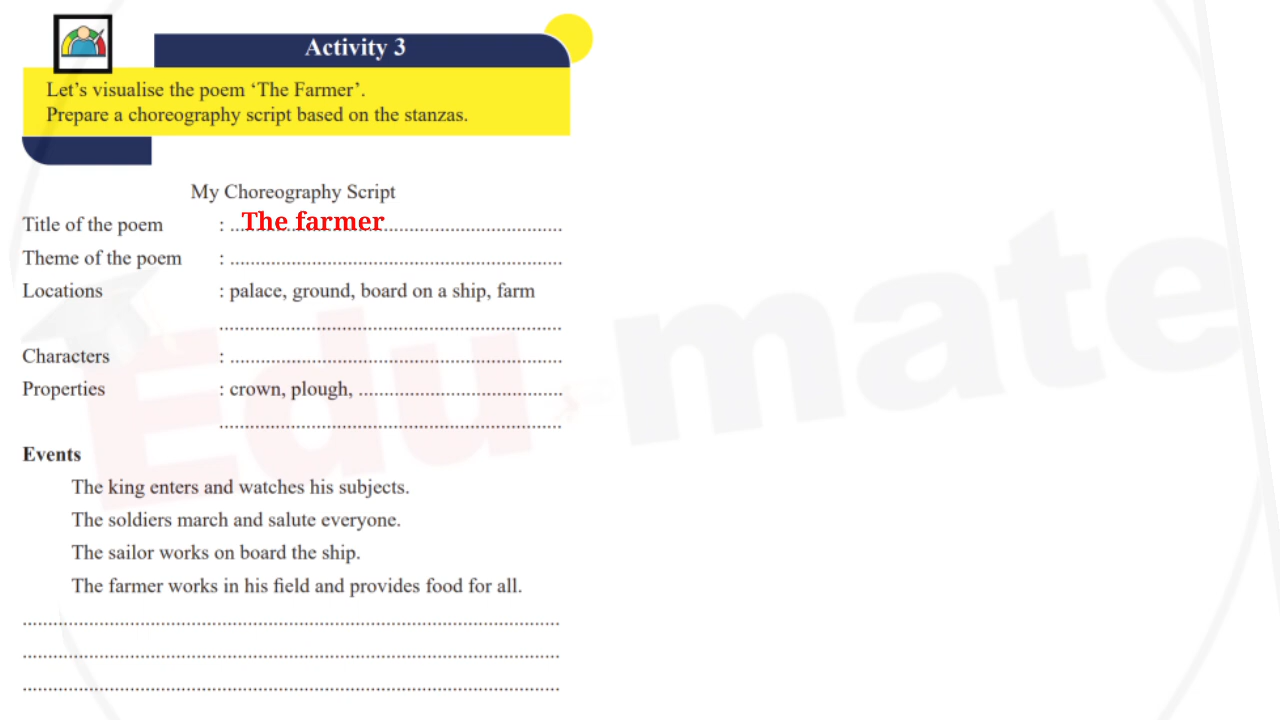 Activity 3
Let's visualise the poem ‘The Farmer’.
Prepare a choreography script based on the stanzas.
My Choreography Script
Title of the poem : ...The farmer..................................
Theme of the poem : .................................................................
Locations : palace, ground, board on a ship, farm
...................................................................
Characters : .................................................................
Properties : crown, plough, ........................................
...................................................................
Events
The king enters and watches his subjects.
The soldiers march and salute everyone.
The sailor works on board the ship.
The farmer works in his field and provides food for all.
.........................................................................................................
.........................................................................................................
.........................................................................................................
Edu-mate